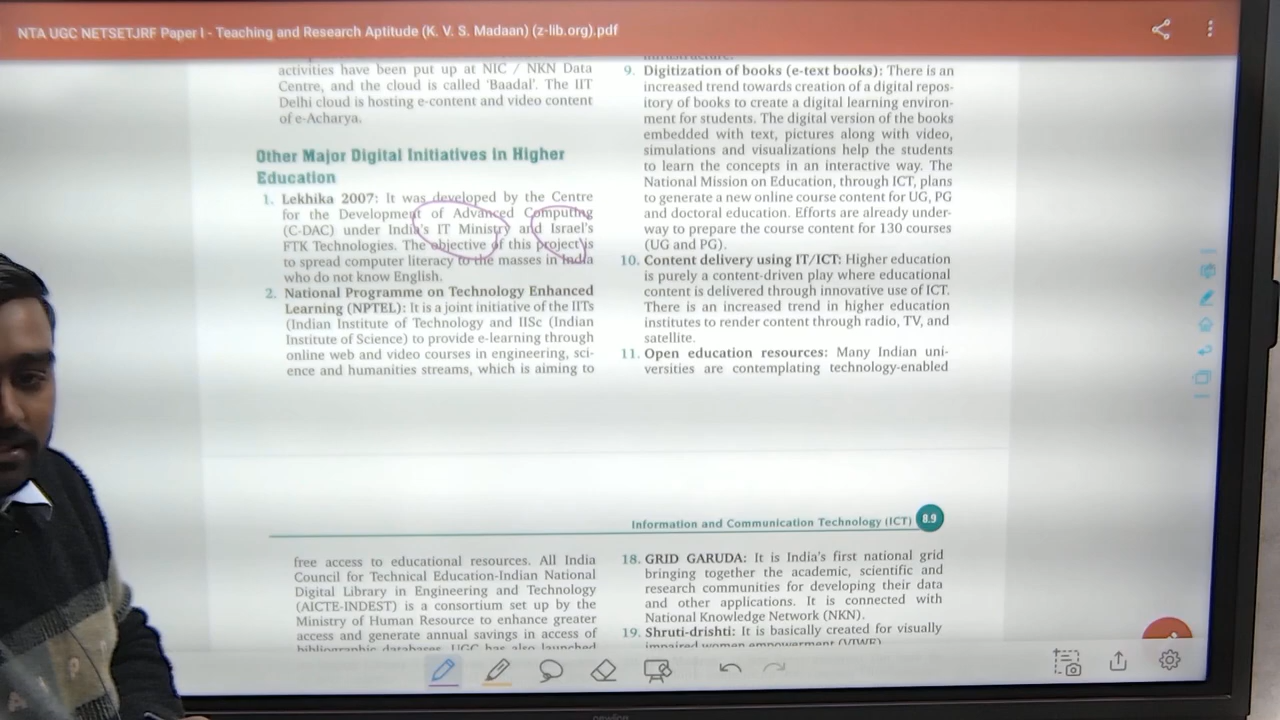 NTA UGC NETSETJRF Paper I - Teaching and Research Aptitude (K. V. S. Madaan) (z-lib.org).pdf
activities have been put up at NIC / NKN Data
Centre, and the cloud is called 'Baadal'. The IIT
Delhi cloud is hosting e-content and video content
of e-Acharya.
Other Major Digital Initiatives in Higher
Education
1. Lekhika 2007: It was developed by the Centre
for the Development of Advanced Computing
(C-DAC) under India's IT Ministry and Israel's
FTK Technologies. The objective of this project is
to spread computer literacy to the masses in India
who do not know English.
2. National Programme on Technology Enhanced
Learning (NPTEL): It is a joint initiative of the IITs
(Indian Institute of Technology and IISc (Indian
Institute of Science) to provide e-learning through
online web and video courses in engineering, sci-
ence and humanities streams, which is aiming to
infrastructure.
9. Digitization of books (e-text books): There is an
increased trend towards creation of a digital repos-
itory of books to create a digital learning environ-
ment for students. The digital version of the books
embedded with text, pictures along with video,
simulations and visualizations help the students
to learn the concepts in an interactive way. The
National Mission on Education, through ICT, plans
to generate a new online course content for UG, PG
and doctoral education. Efforts are already under-
way to prepare the course content for 130 courses
(UG and PG).
10. Content delivery using IT/ICT: Higher education
is purely a content-driven play where educational
content is delivered through innovative use of ICT.
There is an increased trend in higher education
institutes to render content through radio, TV, and
satellite.
11. Open education resources: Many Indian uni-
versities are contemplating technology-enabled
Information and Communication Technology (ICT) 8.9
free access to educational resources. All India
Council for Technical Education-Indian National
Digital Library in Engineering and Technology
(AICTE-INDEST) is a consortium set up by the
Ministry of Human Resource to enhance greater
access and generate annual savings in access of
bibliographic databases. UGC has also launched
18. GRID GARUDA: It is India's first national grid
bringing together the academic, scientific and
research communities for developing their data
and other applications. It is connected with
National Knowledge Network (NKN).
19. Shruti-drishti: It is basically created for visually
impaired woman empowerment (VIWE)
newline